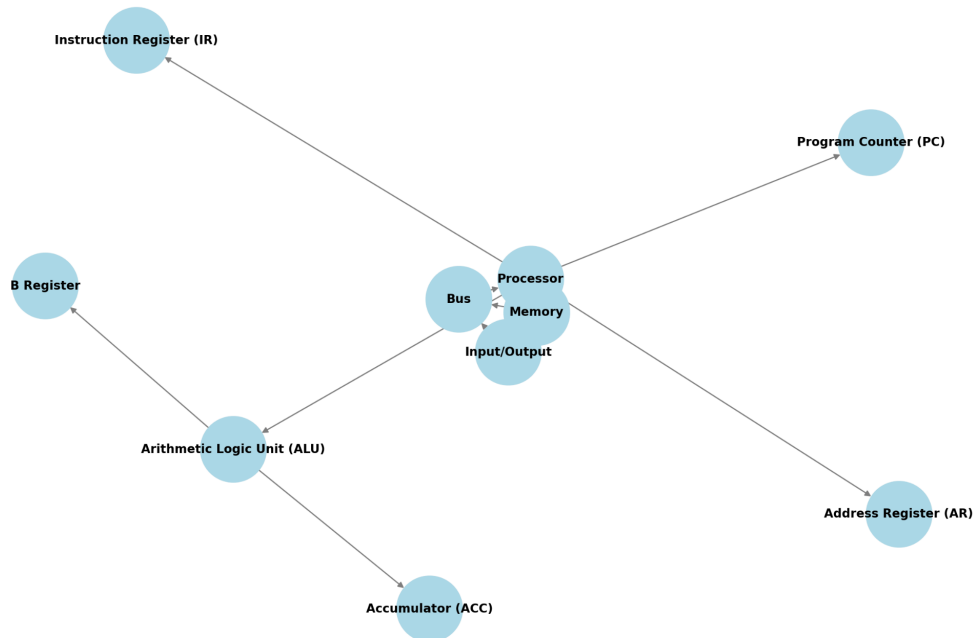 Instruction Register (IR)
Program Counter (PC)
Processor
B Register
Bus
Memory
Input/Output
Arithmetic Logic Unit (ALU)
Address Register (AR)
Accumulator (ACC)